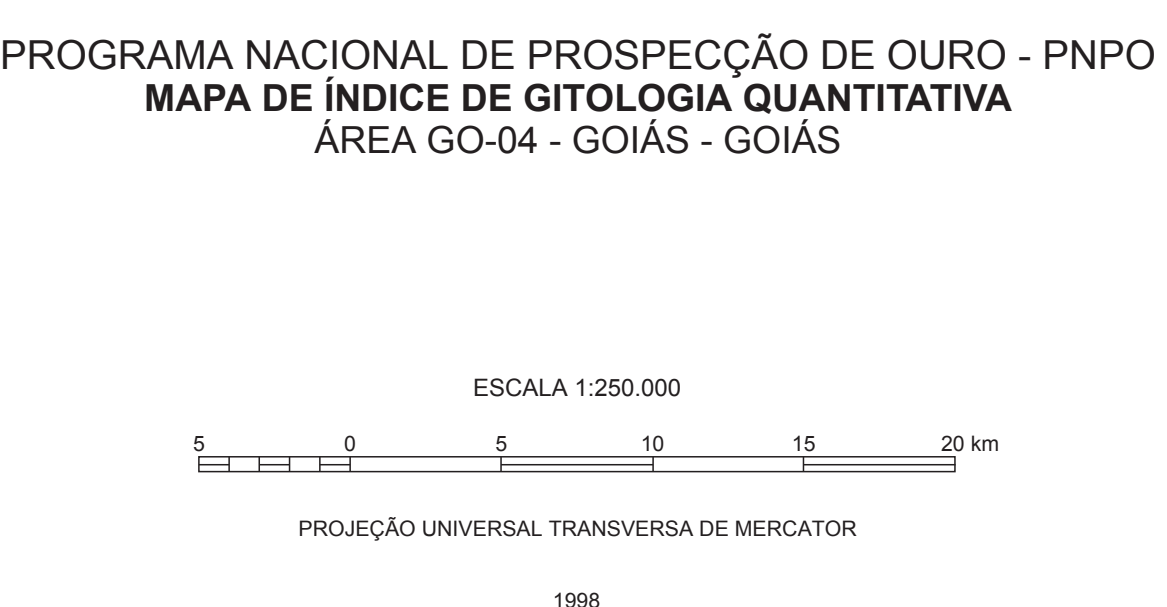 PROGRAMA NACIONAL DE PROSPECÇÃO DE OURO - PNPO
MAPA DE ÍNDICE DE GITOLOGIA QUANTITATIVA
ÁREA GO-04 - GOIÁS - GOIÁS
ESCALA 1:250.000
5 0 5 10 15 20 km
PROJEÇÃO UNIVERSAL TRANSVERSA DE MERCATOR
1998